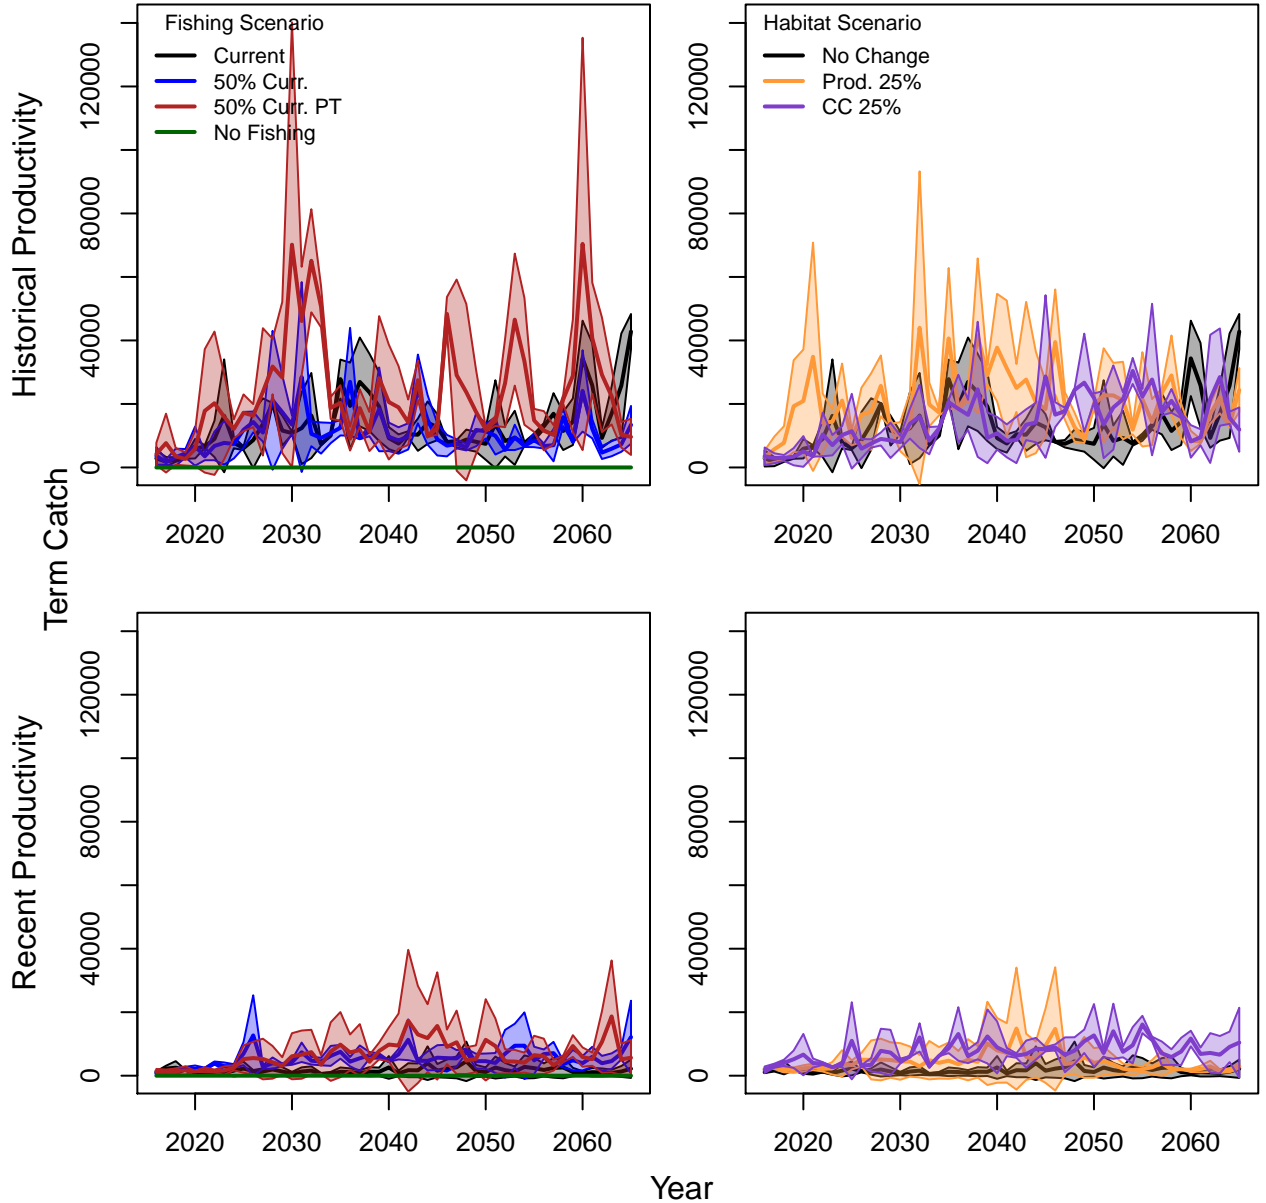 Fishing Scenario
Current
50% Curr.
50% Curr. PT
No Fishing
Habitat Scenario
No Change
Prod. 25%
CC 25%
Historical Productivity
0 40000 80000 120000
0 40000 80000 120000
2020 2030 2040 2050 2060
2020 2030 2040 2050 2060
Term Catch
Recent Productivity
0 40000 80000 120000
0 40000 80000 120000
2020 2030 2040 2050 2060
2020 2030 2040 2050 2060
Year